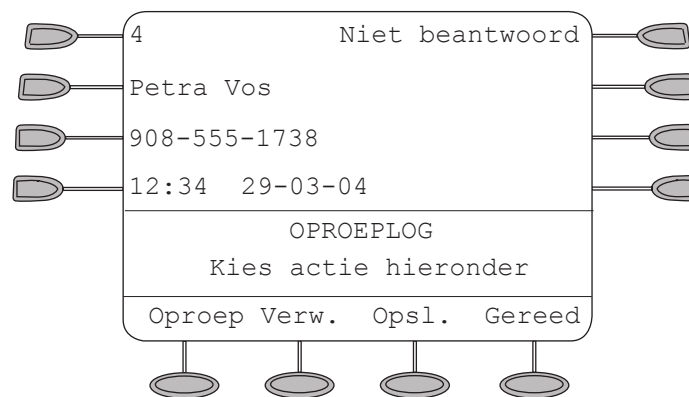 4 Niet beantwoord
Petra Vos
908-555-1738
12:34 29-03-04
OPROEPLOG
Kies actie hieronder
Oproep Verw. Opsl. Gereed